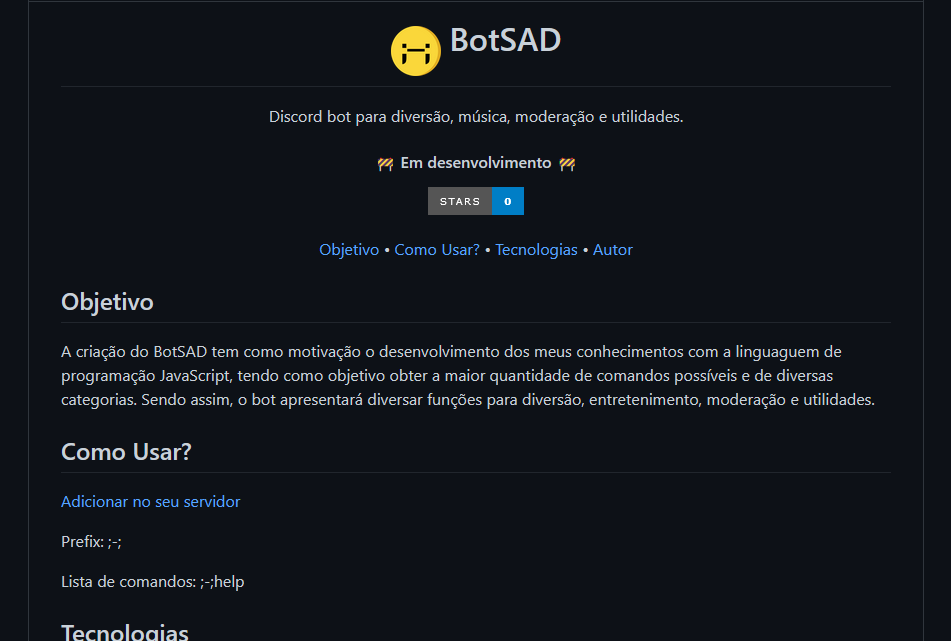 BotSAD
Discord bot para diversão, música, moderação e utilidades.
🚧 Em desenvolvimento 🚧
STARS 0
Objetivo • Como Usar? • Tecnologias • Autor
Objetivo
A criação do BotSAD tem como motivação o desenvolvimento dos meus conhecimentos com a linguaguem de
programação JavaScript, tendo como objetivo obter a maior quantidade de comandos possíveis e de diversas
categorias. Sendo assim, o bot apresentará diversar funções para diversão, entretenimento, moderação e utilidades.
Como Usar?
Adicionar no seu servidor
Prefix: ;-;
Lista de comandos: ;-;help
Tecnologias